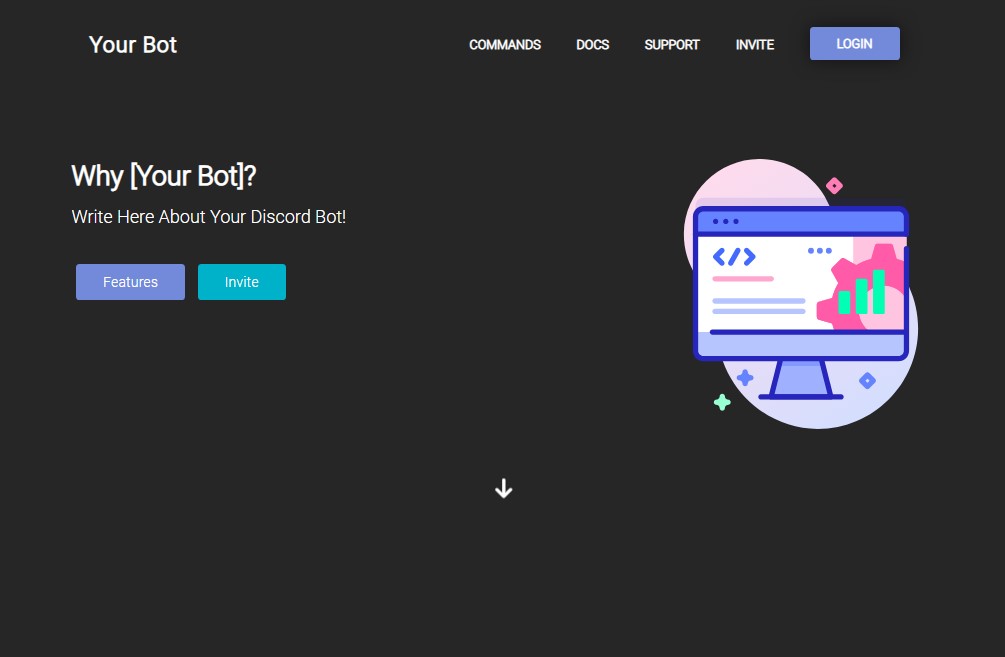 Your Bot
COMMANDS DOCS SUPPORT INVITE LOGIN
Why [Your Bot]?
Write Here About Your Discord Bot!
Features Invite